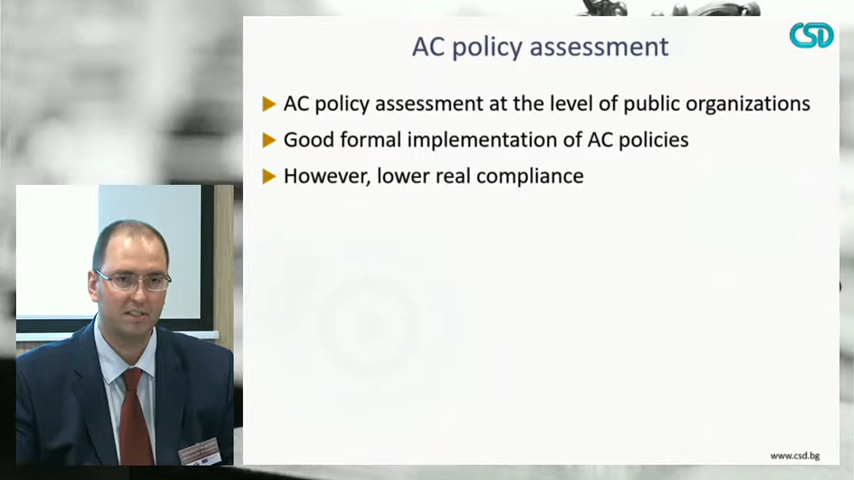 AC policy assessment
CSD
AC policy assessment at the level of public organizations
Good formal implementation of AC policies
However, lower real compliance
www.csd.bg